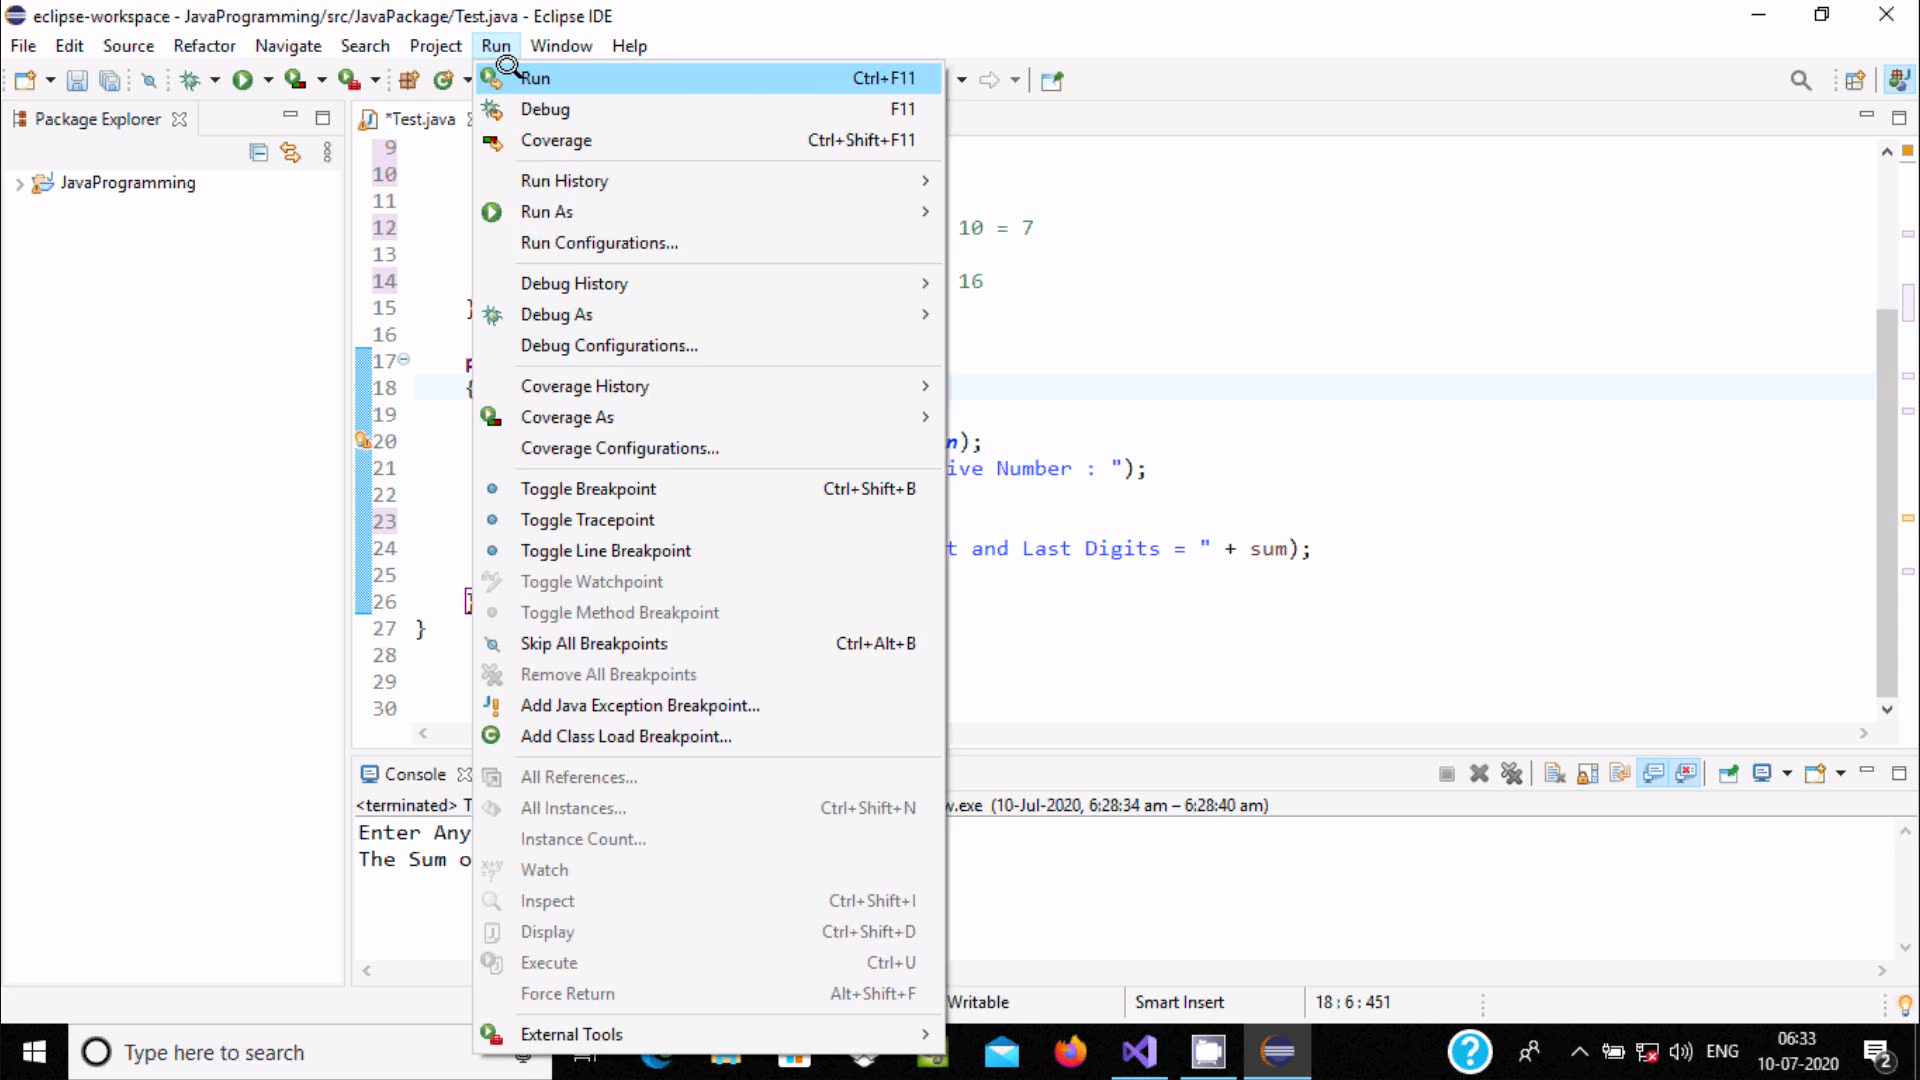 eclipse-workspace - JavaProgramming/src/JavaPackage/Test.java - Eclipse IDE
File Edit Source Refactor Navigate Search Project Run Window Help
Run Ctrl+F11
Debug F11
Coverage Ctrl+Shift+F11
Run History
Run As
Run Configurations...
Debug History
Debug As
Debug Configurations...
Coverage History
Coverage As
Coverage Configurations...
Toggle Breakpoint Ctrl+Shift+B
Toggle Tracepoint
Toggle Line Breakpoint
Toggle Watchpoint
Toggle Method Breakpoint
Skip All Breakpoints Ctrl+Alt+B
Remove All Breakpoints
Add Java Exception Breakpoint...
Add Class Load Breakpoint...
All References...
All Instances... Ctrl+Shift+N
Instance Count...
Watch
Inspect Ctrl+Shift+I
Display Ctrl+Shift+D
Execute Ctrl+U
Force Return Alt+Shift+F
External Tools
Package Explorer
JavaProgramming
*Test.java
9
10
11
12 10 = 7
13
14 16
15 }
16
17
18 {
19
20 n);
21 ive Number : ");
22
23
24 t and Last Digits = " + sum);
25
26 }
27 }
28
29
30
Console
<terminated> T w.exe (10-Jul-2020, 6:28:34 am – 6:28:40 am)
Enter Any
The Sum o
Writable Smart Insert 18 : 6 : 451
Type here to search
ENG
06:33
10-07-2020
2